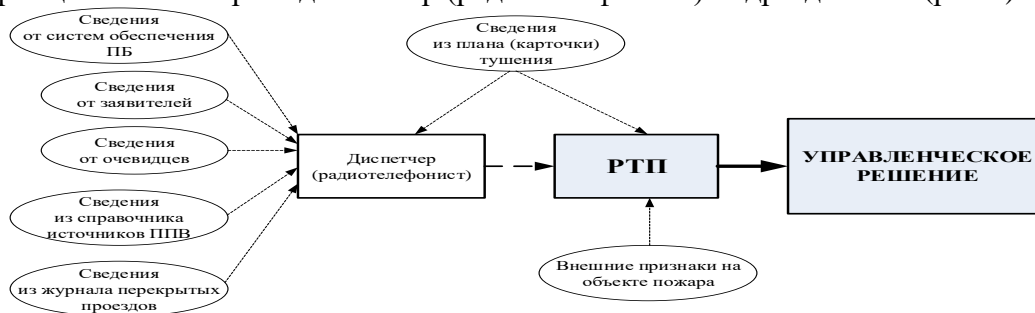 Сведения
от систем обеспечения
ПБ
Сведения
от заявителей
Сведения
от очевидцев
Сведения
из справочника
источников ППВ
Сведения
из журнала перекрытых
проездов
Сведения
из плана (карточки)
тушения
Диспетчер
(радиотелефонист)
РТП
Внешние признаки на
объекте пожара
УПРАВЛЕНЧЕСКОЕ
РЕШЕНИЕ